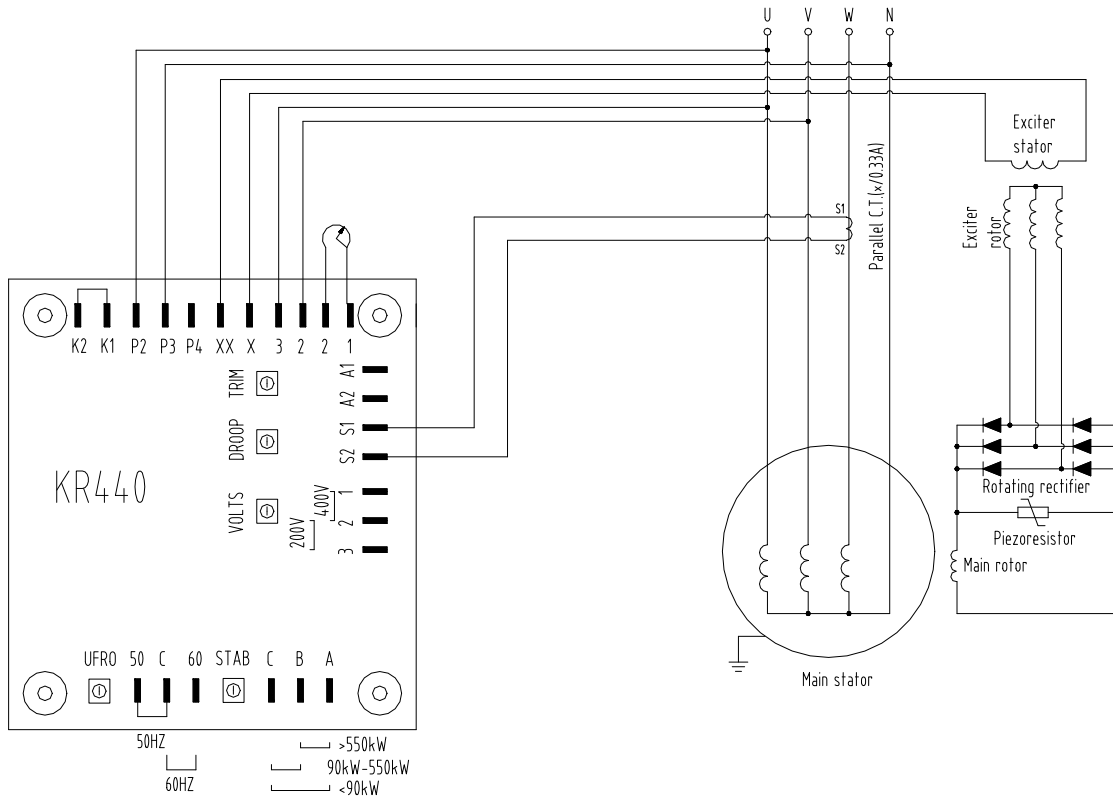 U V W N
Exciter
stator
Parallel C.T.(x/0.33A)
S1
S2
Exciter
rotor
K2 K1 P2 P3 P4 XX X 3 2 2 1
TRIM
A1
A2
DROOP
S1
S2
KR440
VOLTS
1
400V
2
200V
3
Rotating rectifier
Piezoresistor
Main rotor
UFRO 50 C 60 STAB C B A
Main stator
50HZ
>550kW
60HZ
90kW-550kW
<90kW